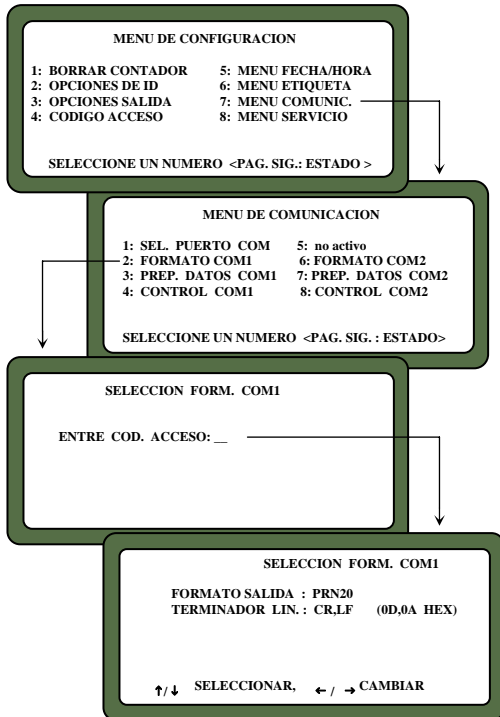 MENU DE CONFIGURACION
1: BORRAR CONTADOR 5: MENU FECHA/HORA
2: OPCIONES DE ID 6: MENU ETIQUETA
3: OPCIONES SALIDA 7: MENU COMUNIC.
4: CODIGO ACCESO 8: MENU SERVICIO
SELECCIONE UN NUMERO <PAG. SIG.: ESTADO >
MENU DE COMUNICACION
1: SEL. PUERTO COM 5: no activo
2: FORMATO COM1 6: FORMATO COM2
3: PREP. DATOS COM1 7: PREP. DATOS COM2
4: CONTROL COM1 8: CONTROL COM2
SELECCIONE UN NUMERO <PAG. SIG. : ESTADO>
SELECCION FORM. COM1
ENTRE COD. ACCESO: __
SELECCION FORM. COM1
FORMATO SALIDA : PRN20
TERMINADOR LIN. : CR,LF (0D,0A HEX)
↑/↓ SELECCIONAR, ← / → CAMBIAR